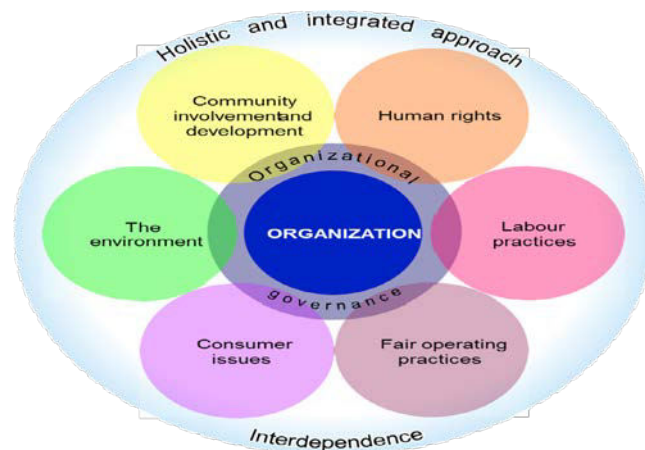 Holistic and integrated approach
Community
involvementand
development
Human rights
Organizational
The
environment
ORGANIZATION
Labour
practices
governance
Consumer
issues
Fair operating
practices
Interdependence